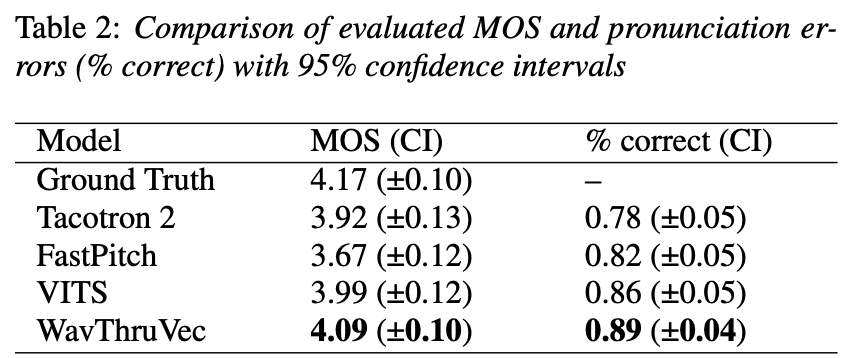 Table 2: Comparison of evaluated MOS and pronunciation er-
rors (% correct) with 95% confidence intervals
Model MOS (CI) % correct (CI)
Ground Truth 4.17 (±0.10) –
Tacotron 2 3.92 (±0.13) 0.78 (±0.05)
FastPitch 3.67 (±0.12) 0.82 (±0.05)
VITS 3.99 (±0.12) 0.86 (±0.05)
WavThruVec 4.09 (±0.10) 0.89 (±0.04)